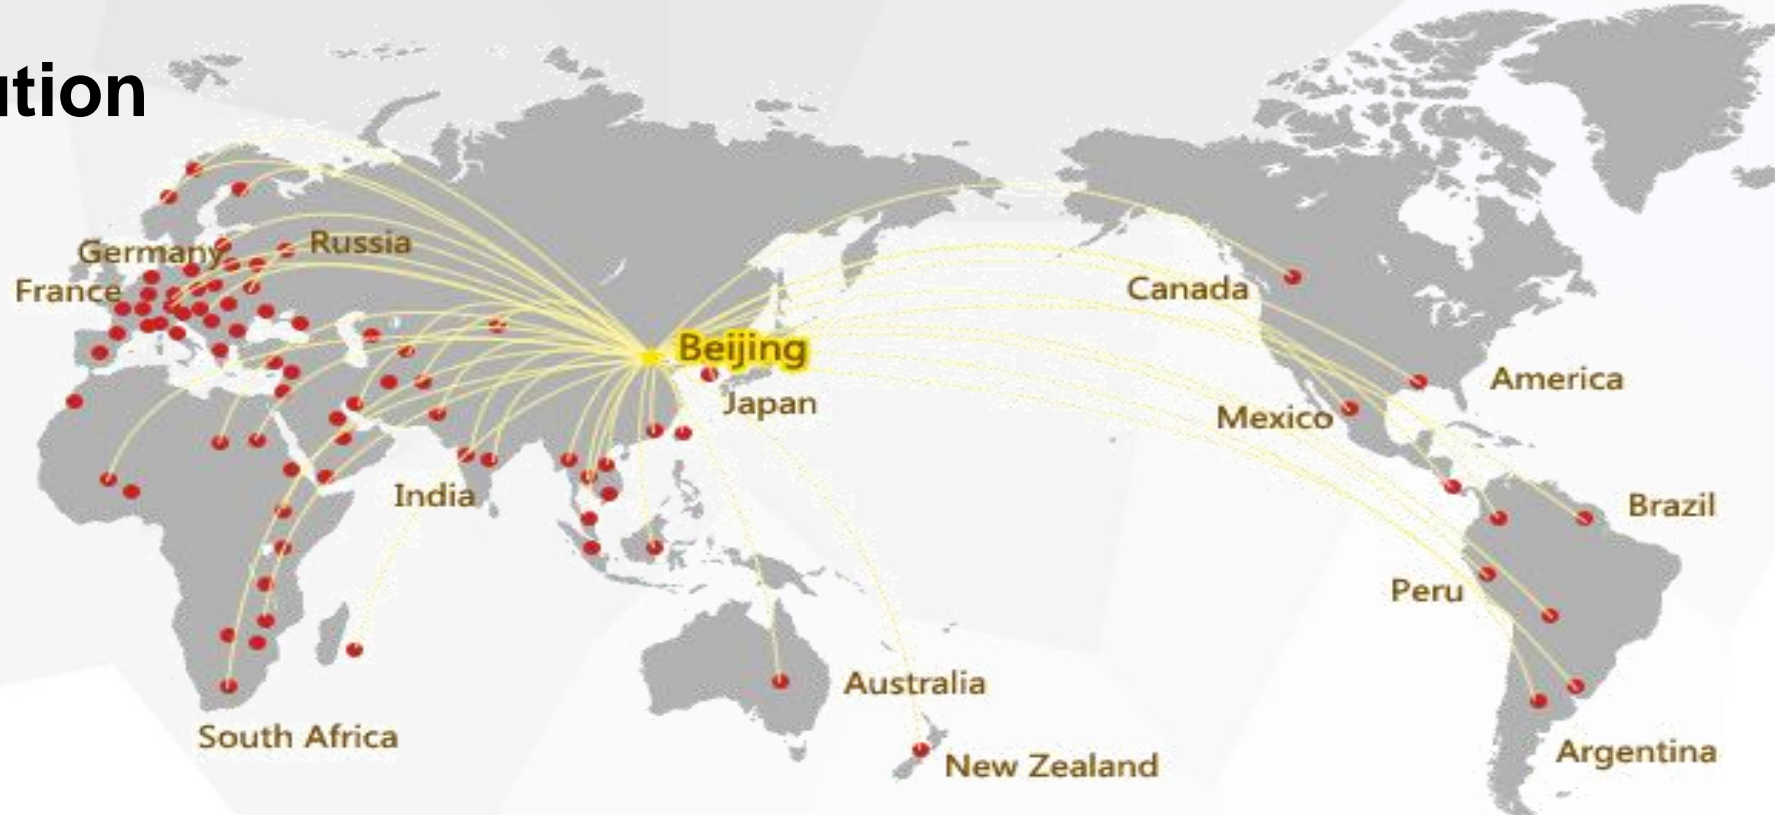 ution
Germany
Russia
France
Canada
Beijing
America
Japan
Mexico
India
Brazil
Peru
Australia
South Africa
Argentina
New Zealand